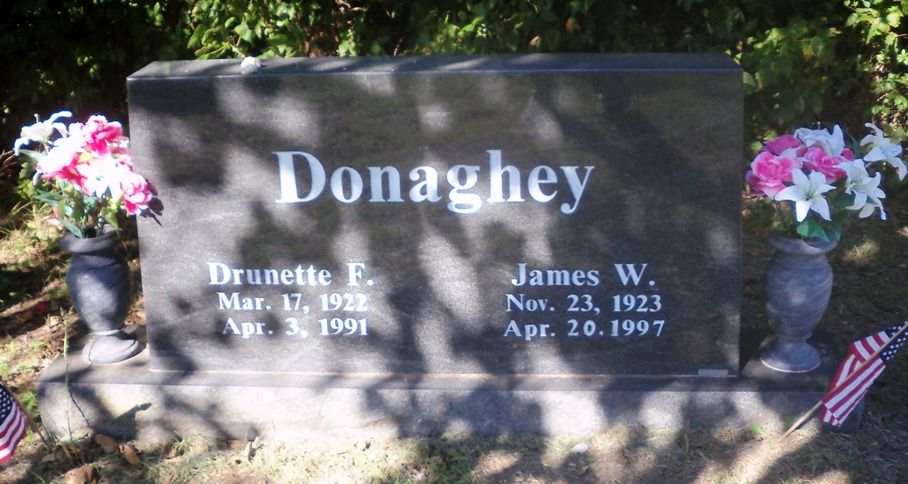 Donaghey
Drunette F.
Mar. 17, 1922
Apr. 3, 1991
James W.
Nov. 23, 1923
Apr. 20. 1997